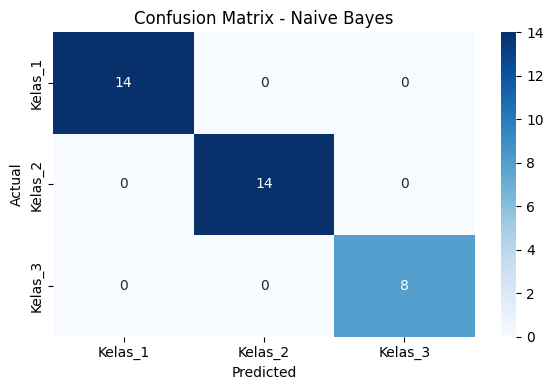 Confusion Matrix - Naive Bayes
Actual
Kelas_1
14
0
0
Kelas_2
0
14
0
Kelas_3
0
0
8
Kelas_1
Kelas_2
Kelas_3
Predicted
14
12
10
8
6
4
2
0